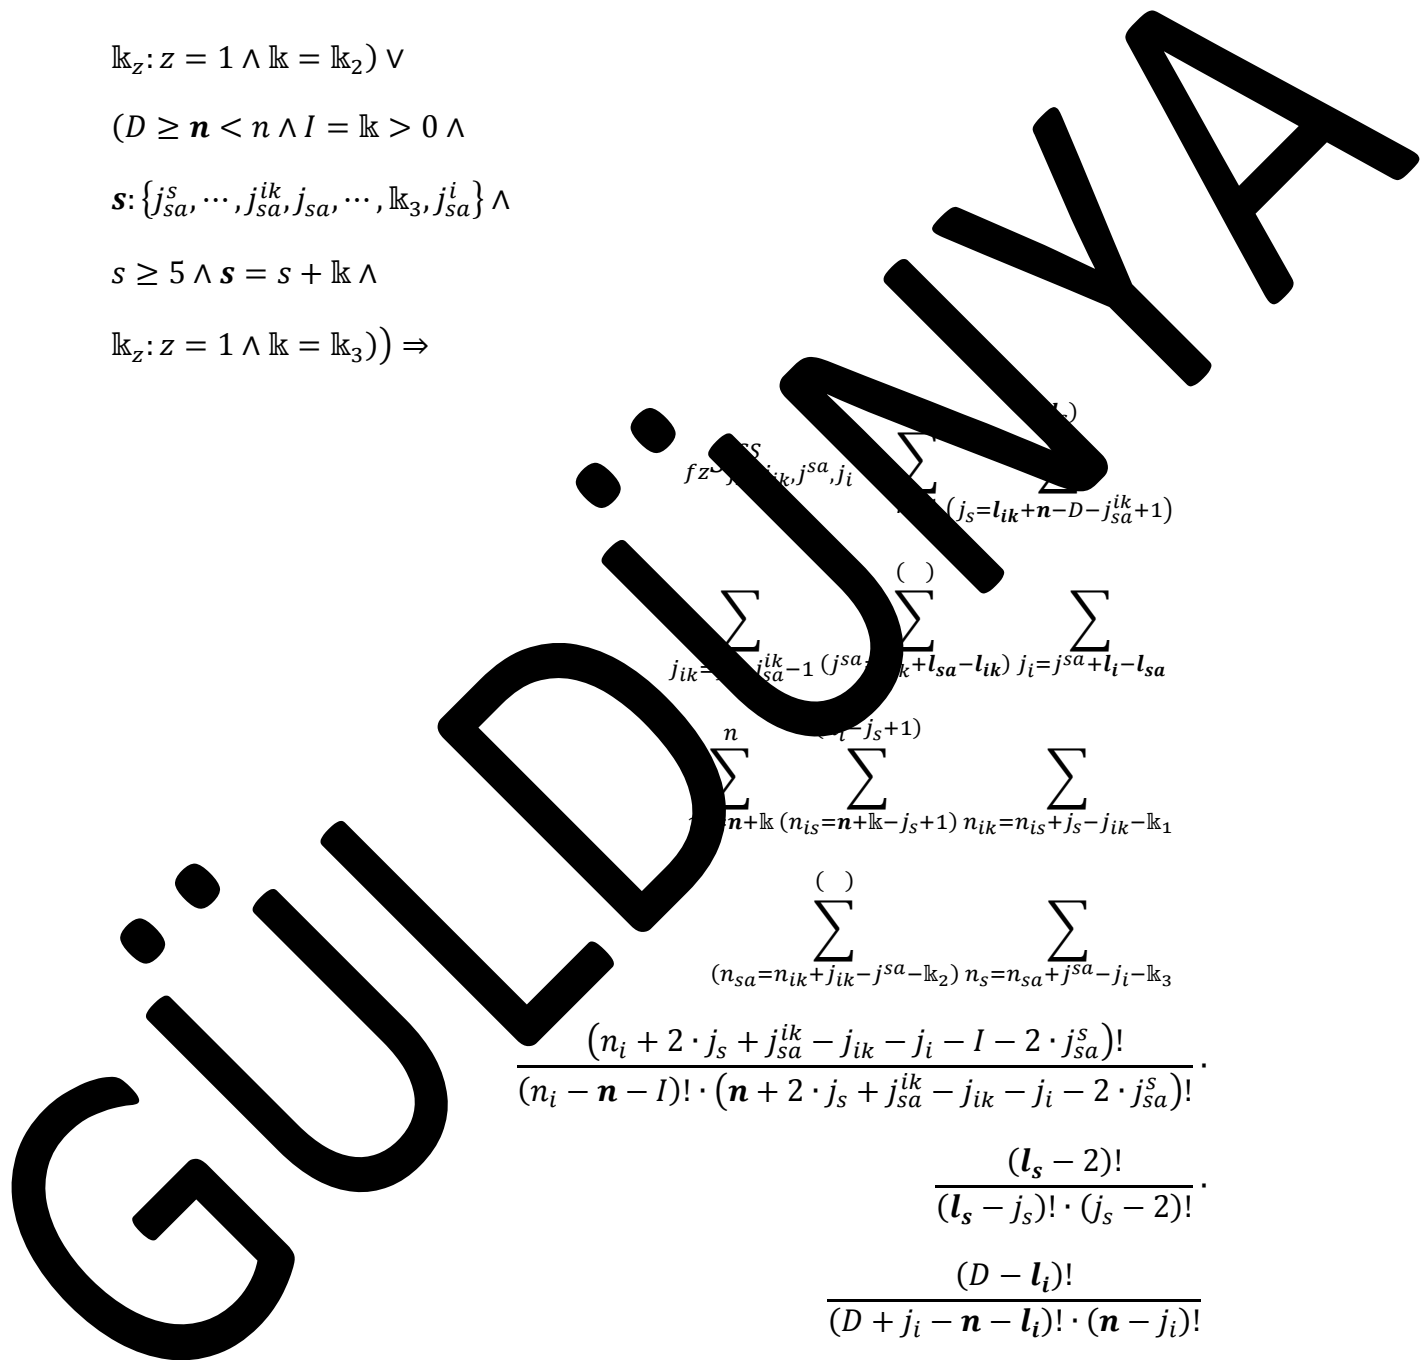 𝕜_z: z = 1 ∧ 𝕜 = 𝕜_2) ∨
(D ≥ 𝒏 < n ∧ I = 𝕜 > 0 ∧
𝒔: {j_{sa}^s, ⋯, j_{sa}^{ik}, j_{sa}, ⋯, 𝕜_3, j_{sa}^i} ∧
s ≥ 5 ∧ 𝒔 = s + 𝕜 ∧
𝕜_z: z = 1 ∧ 𝕜 = 𝕜_3)) ⇒
∑ ∑_{(j_s=𝒍_{𝒊𝒌}+𝒏−D−j_{sa}^{ik}+1)}
∑ ∑^{( )} ∑_{j_i=j^{sa}+𝒍_𝒊−𝒍_{𝒔𝒂}}
∑^n ∑_{(n_{is}=𝒏+𝕜−j_s+1)} ∑_{n_{ik}=n_{is}+j_s−j_{ik}−𝕜_1}
∑_{(n_{sa}=n_{ik}+j_{ik}−j^{sa}−𝕜_2)}^{( )} ∑_{n_s=n_{sa}+j^{sa}−j_i−𝕜_3}
(n_i + 2 · j_s + j_{sa}^{ik} − j_{ik} − j_i − I − 2 · j_{sa}^s)!
(n_i − 𝒏 − I)! · (𝒏 + 2 · j_s + j_{sa}^{ik} − j_{ik} − j_i − 2 · j_{sa}^s)! ·
(𝒍_𝒔 − 2)!
(𝒍_𝒔 − j_s)! · (j_s − 2)! ·
(D − 𝒍_𝒊)!
(D + j_i − 𝒏 − 𝒍_𝒊)! · (𝒏 − j_i)!
GÜLDÜNYA